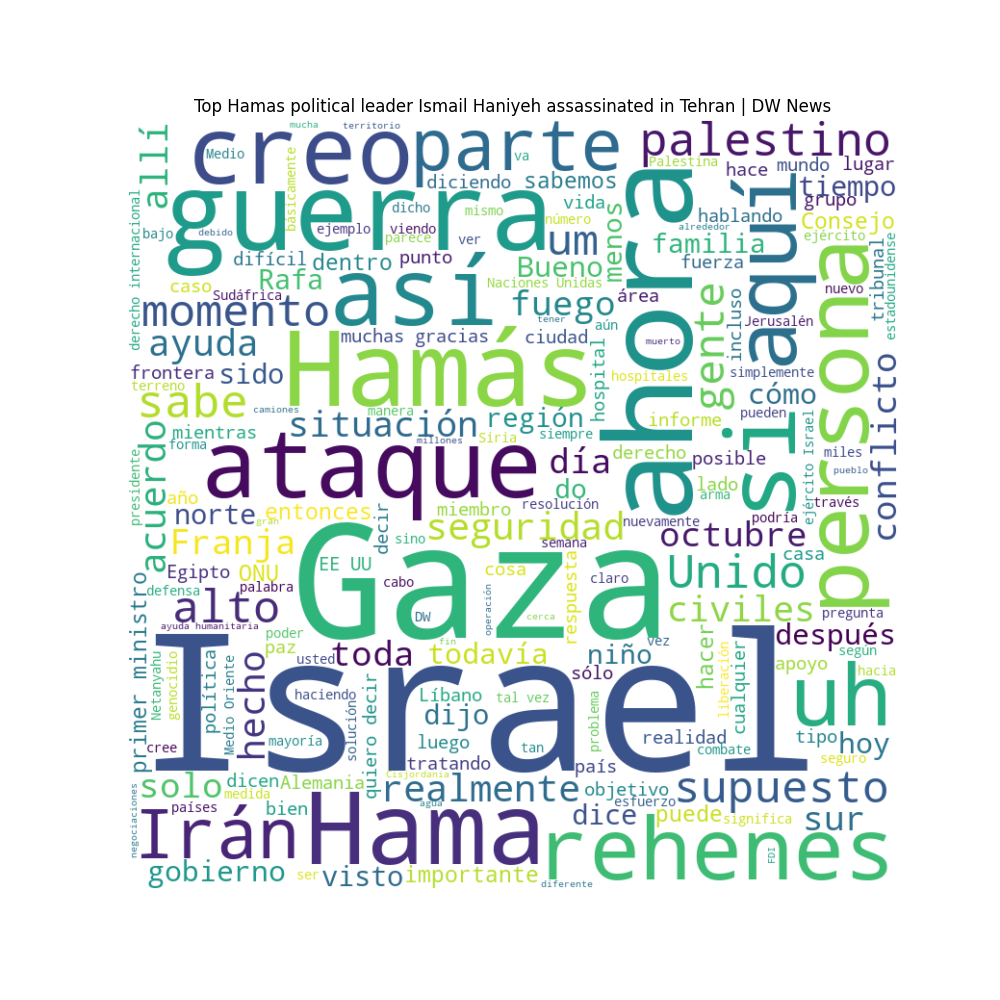 Top Hamas political leader Ismail Haniyeh assassinated in Tehran | DW News
mucha
territorio
creo
parte
palestino
allí
Medio
básicamente
va
diciendo
sabemos
Palestina
hace
mundo
lugar
tiempo
guerra
dicho
mismo
vida
ahora
aquí
grupo
Consejo
derecho internacional
bajo
debido
ejemplo
viendo
número
menos
hablando
alrededor
ejército
parece
ver
um
familia
persona
tribunal
estadounidense
difícil
dentro
punto
Bueno
fuerza
caso
Rafa
así
Naciones Unidas
gente
incluso
nuevo
Sudáfrica
fuego
área
momento
tener
aún
Jerusalén
muchas gracias
ciudad
muerto
ayuda
Hamás
hospital
conflicto
frontera
sido
hospitales
simplemente
terreno
cómo
sabe
camiones
manera
región
informe
pueden
situación
acuerdo
mientras
siempre
si
ejército Israel
forma
millones
Siria
derecho
posible
miles
presidente
ataque
día
lado
pueblo
año
do
arma
través
norte
entonces
miembro
resolución
podría
gran
decir
seguridad
nuevamente
octubre
Franja
sino
semana
casa
EE UU
Gaza
cosa
respuesta
Unido
Egipto
ONU
palabra
cabo
claro
defensa
primer ministro
alto
DW
operación
cerca
civiles
pregunta
ayuda humanitaria
poder
fin
vez
hacer
después
según
paz
toda
todavía
niño
Netanyahu
genocidio
política
Medio Oriente
hecho
usted
sólo
liberación
cualquier
apoyo
hacia
Israel
haciendo
solucióno
quiero decir
Líbano
tal vez
problema
uh
cree
mayoría
dijo
luego
tan
realidad
combate
tipo
hoy
tratando
país
seguro
solo
dicen
Alemania
Cisjordania
realmente
objetivo
supuesto
negociaciones
medida
países
bien
agua
esfuerzo
dice
puede
significa
sur
Irán
Hama
rehenes
FDI
gobierno
ser
visto
importante
diferente